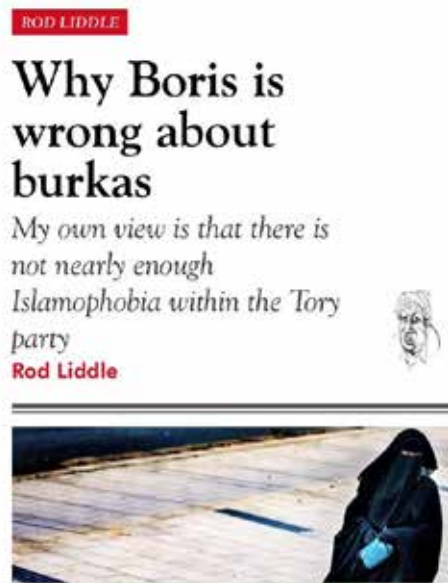 ROD LIDDLE
Why Boris is
wrong about
burkas
My own view is that there is
not nearly enough
Islamophobia within the Tory
party
Rod Liddle